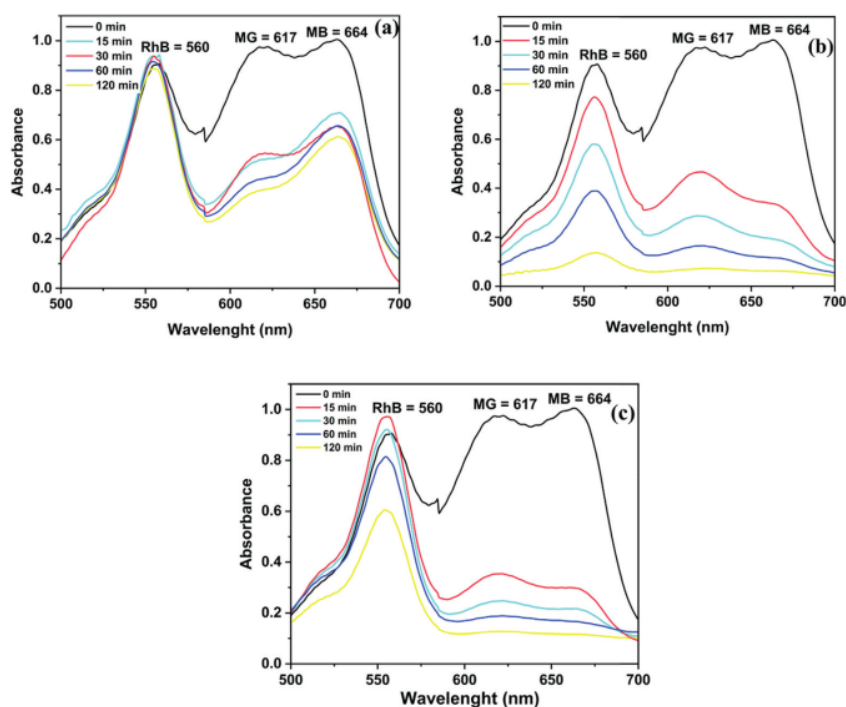 (a)
0 min
15 min
30 min
60 min
120 min
RhB = 560
MG = 617
MB = 664
Absorbance
1.0
0.8
0.6
0.4
0.2
0.0
500
550
600
650
700
Wavelenght (nm)
(b)
0 min
15 min
30 min
60 min
120 min
RhB = 560
MG = 617
MB = 664
Absorbance
1.0
0.8
0.6
0.4
0.2
0.0
500
550
600
650
700
Wavelenght (nm)
(c)
0 min
15 min
30 min
60 min
120 min
RhB = 560
MG = 617
MB = 664
Absorbance
1.0
0.8
0.6
0.4
0.2
0.0
500
550
600
650
700
Wavelenght (nm)